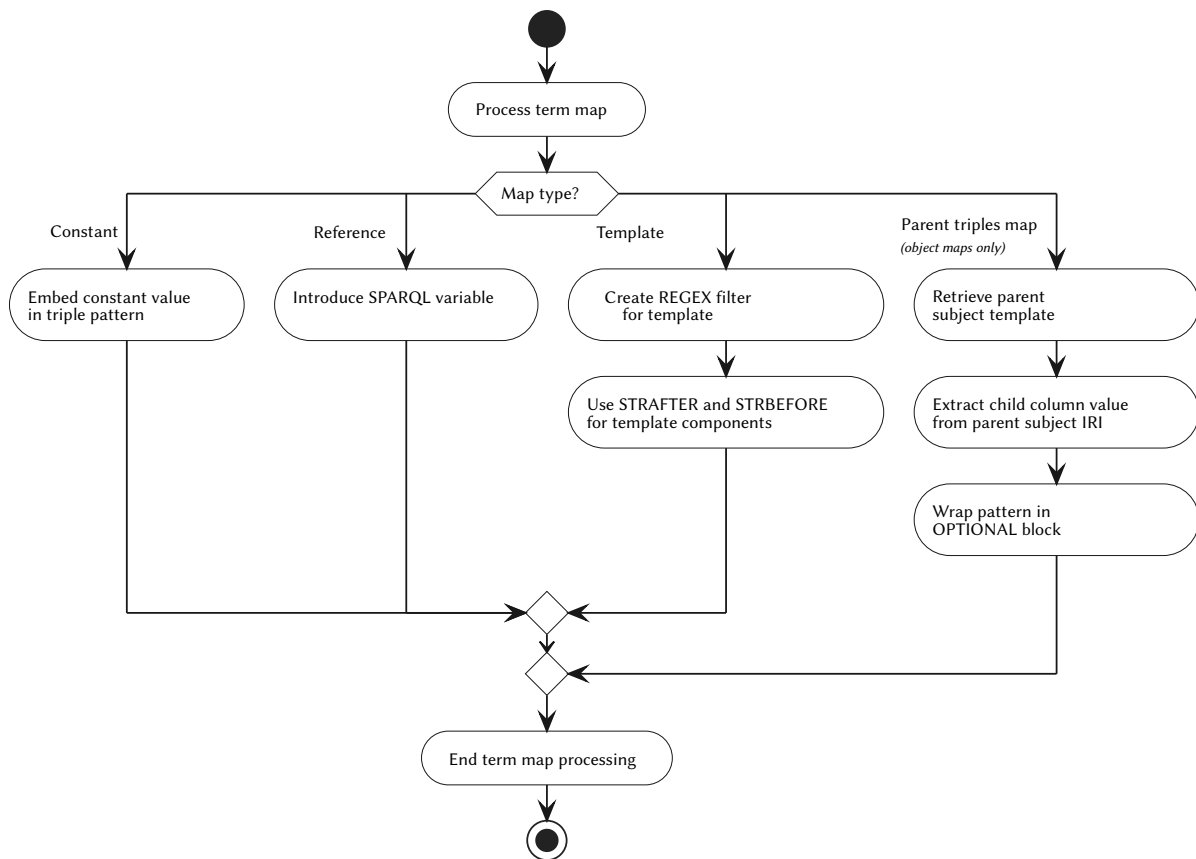 Process term map
Map type?
Constant
Reference
Template
Parent triples map
(object maps only)
Embed constant value
in triple pattern
Introduce SPARQL variable
Create REGEX filter
for template
Retrieve parent
subject template
Use STRAFTER and STRBEFORE
for template components
Extract child column value
from parent subject IRI
Wrap pattern in
OPTIONAL block
End term map processing